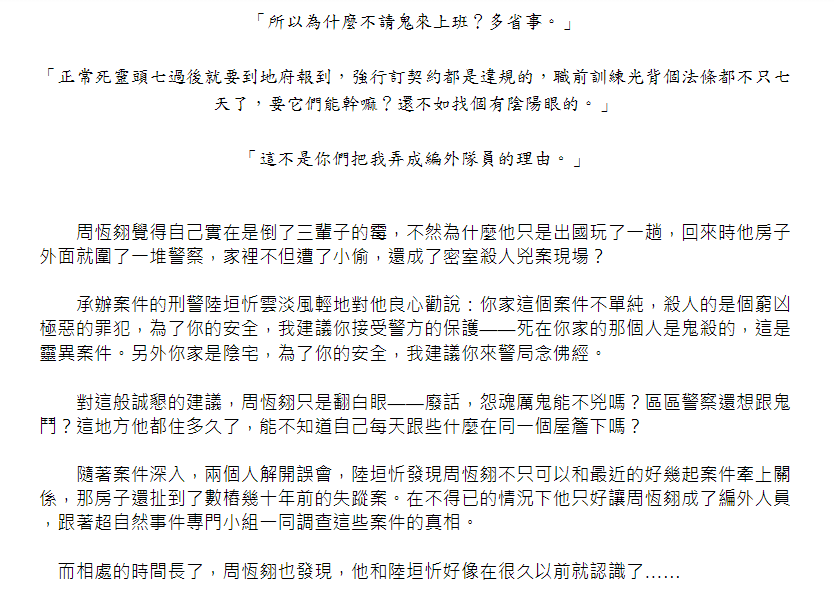 「所以為什麼不請鬼來上班？多省事。」
「正常死靈頭七過後就要到地府報到，強行訂契約都是違規的，職前訓練光背個法條都不只七
天了，要它們能幹嘛？還不如找個有陰陽眼的。」
「這不是你們把我弄成編外隊員的理由。」
周恆翗覺得自己實在是倒了三輩子的霉，不然為什麼他只是出國玩了一趟，回來時他房子
外面就圍了一堆警察，家裡不但遭了小偷，還成了密室殺人兇案現場？
承辦案件的刑警陸垣忻雲淡風輕地對他良心勸說：你家這個案件不單純，殺人的是個窮凶
極惡的罪犯，為了你的安全，我建議你接受警方的保護——死在你家的那個人是鬼殺的，這是
靈異案件。另外你家是陰宅，為了你的安全，我建議你來警局念佛經。
對這般誠懇的建議，周恆翗只是翻白眼——廢話，怨魂厲鬼能不兇嗎？區區警察還想跟鬼
鬥？這地方他都住多久了，能不知道自己每天跟些什麼在同一個屋簷下嗎？
隨著案件深入，兩個人解開誤會，陸垣忻發現周恆翗不只可以和最近的好幾起案件牽上關
係，那房子還扯到了數樁幾十年前的失蹤案。在不得已的情況下他只好讓周恆翗成了編外人員
，跟著超自然事件專門小組一同調查這些案件的真相。
而相處的時間長了，周恆翗也發現，他和陸垣忻好像在很久以前就認識了……